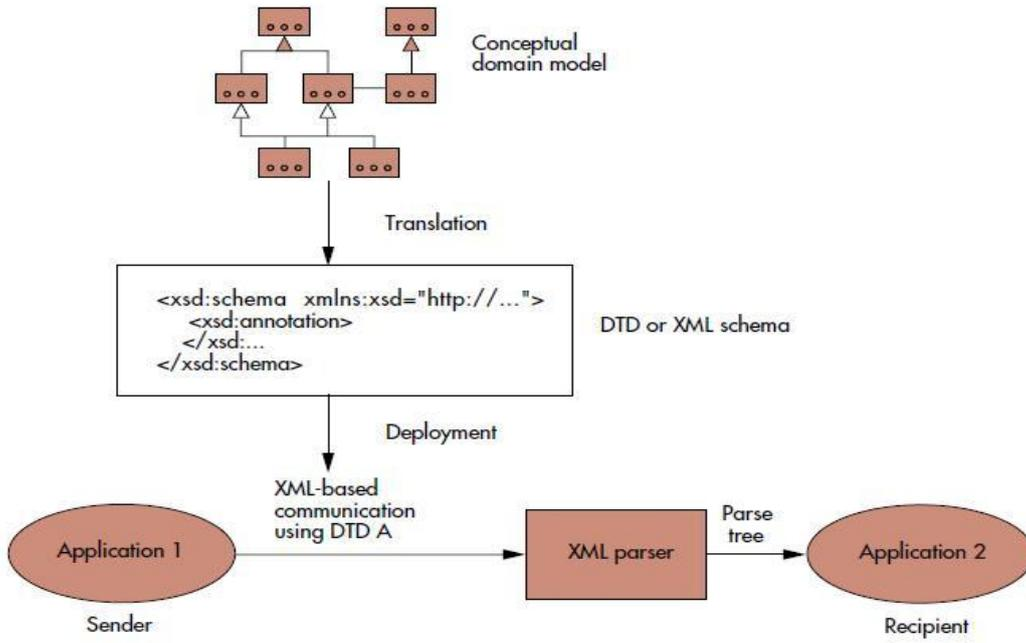 Conceptual
domain model
Translation
<xsd:schema xmlns:xsd="http://...">
<xsd:annotation>
</xsd:...
</xsd:schema>
DTD or XML schema
Deployment
XML-based
communication
using DTD A
Application 1
XML parser
Parse
tree
Application 2
Sender
Recipient